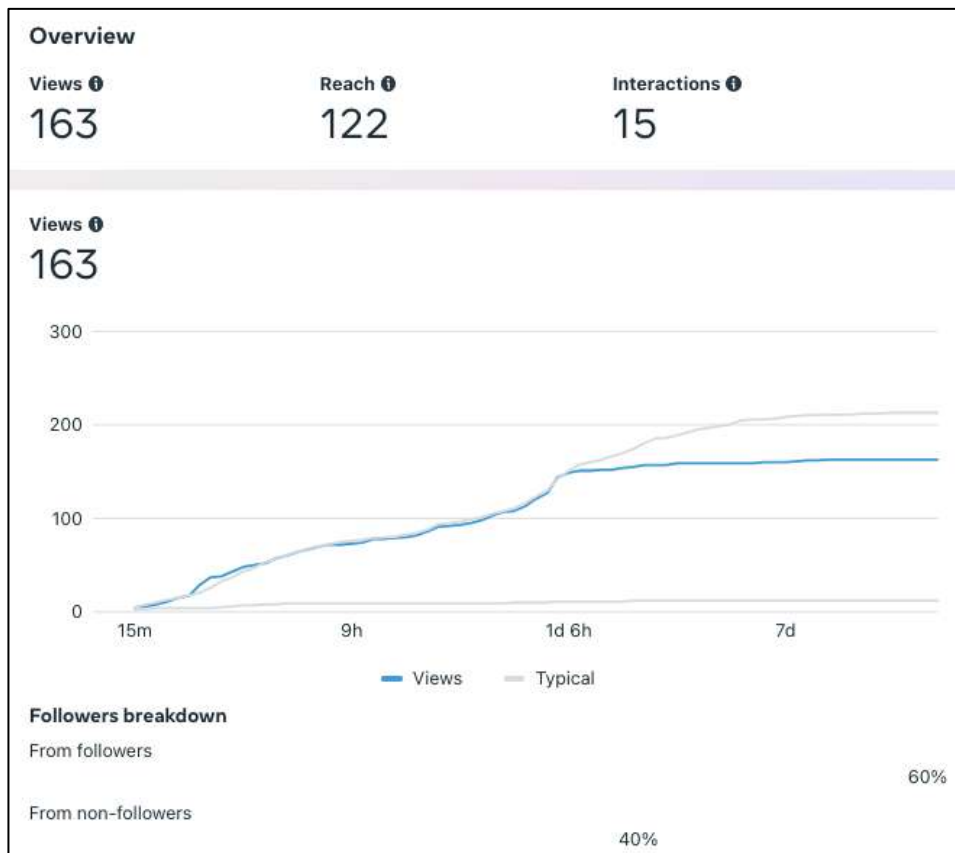 Overview
Views Reach Interactions
163 122 15
Views
163
300
200
100
0
15m 9h 1d 6h 7d
Views Typical
Followers breakdown
From followers
60%
From non-followers
40%